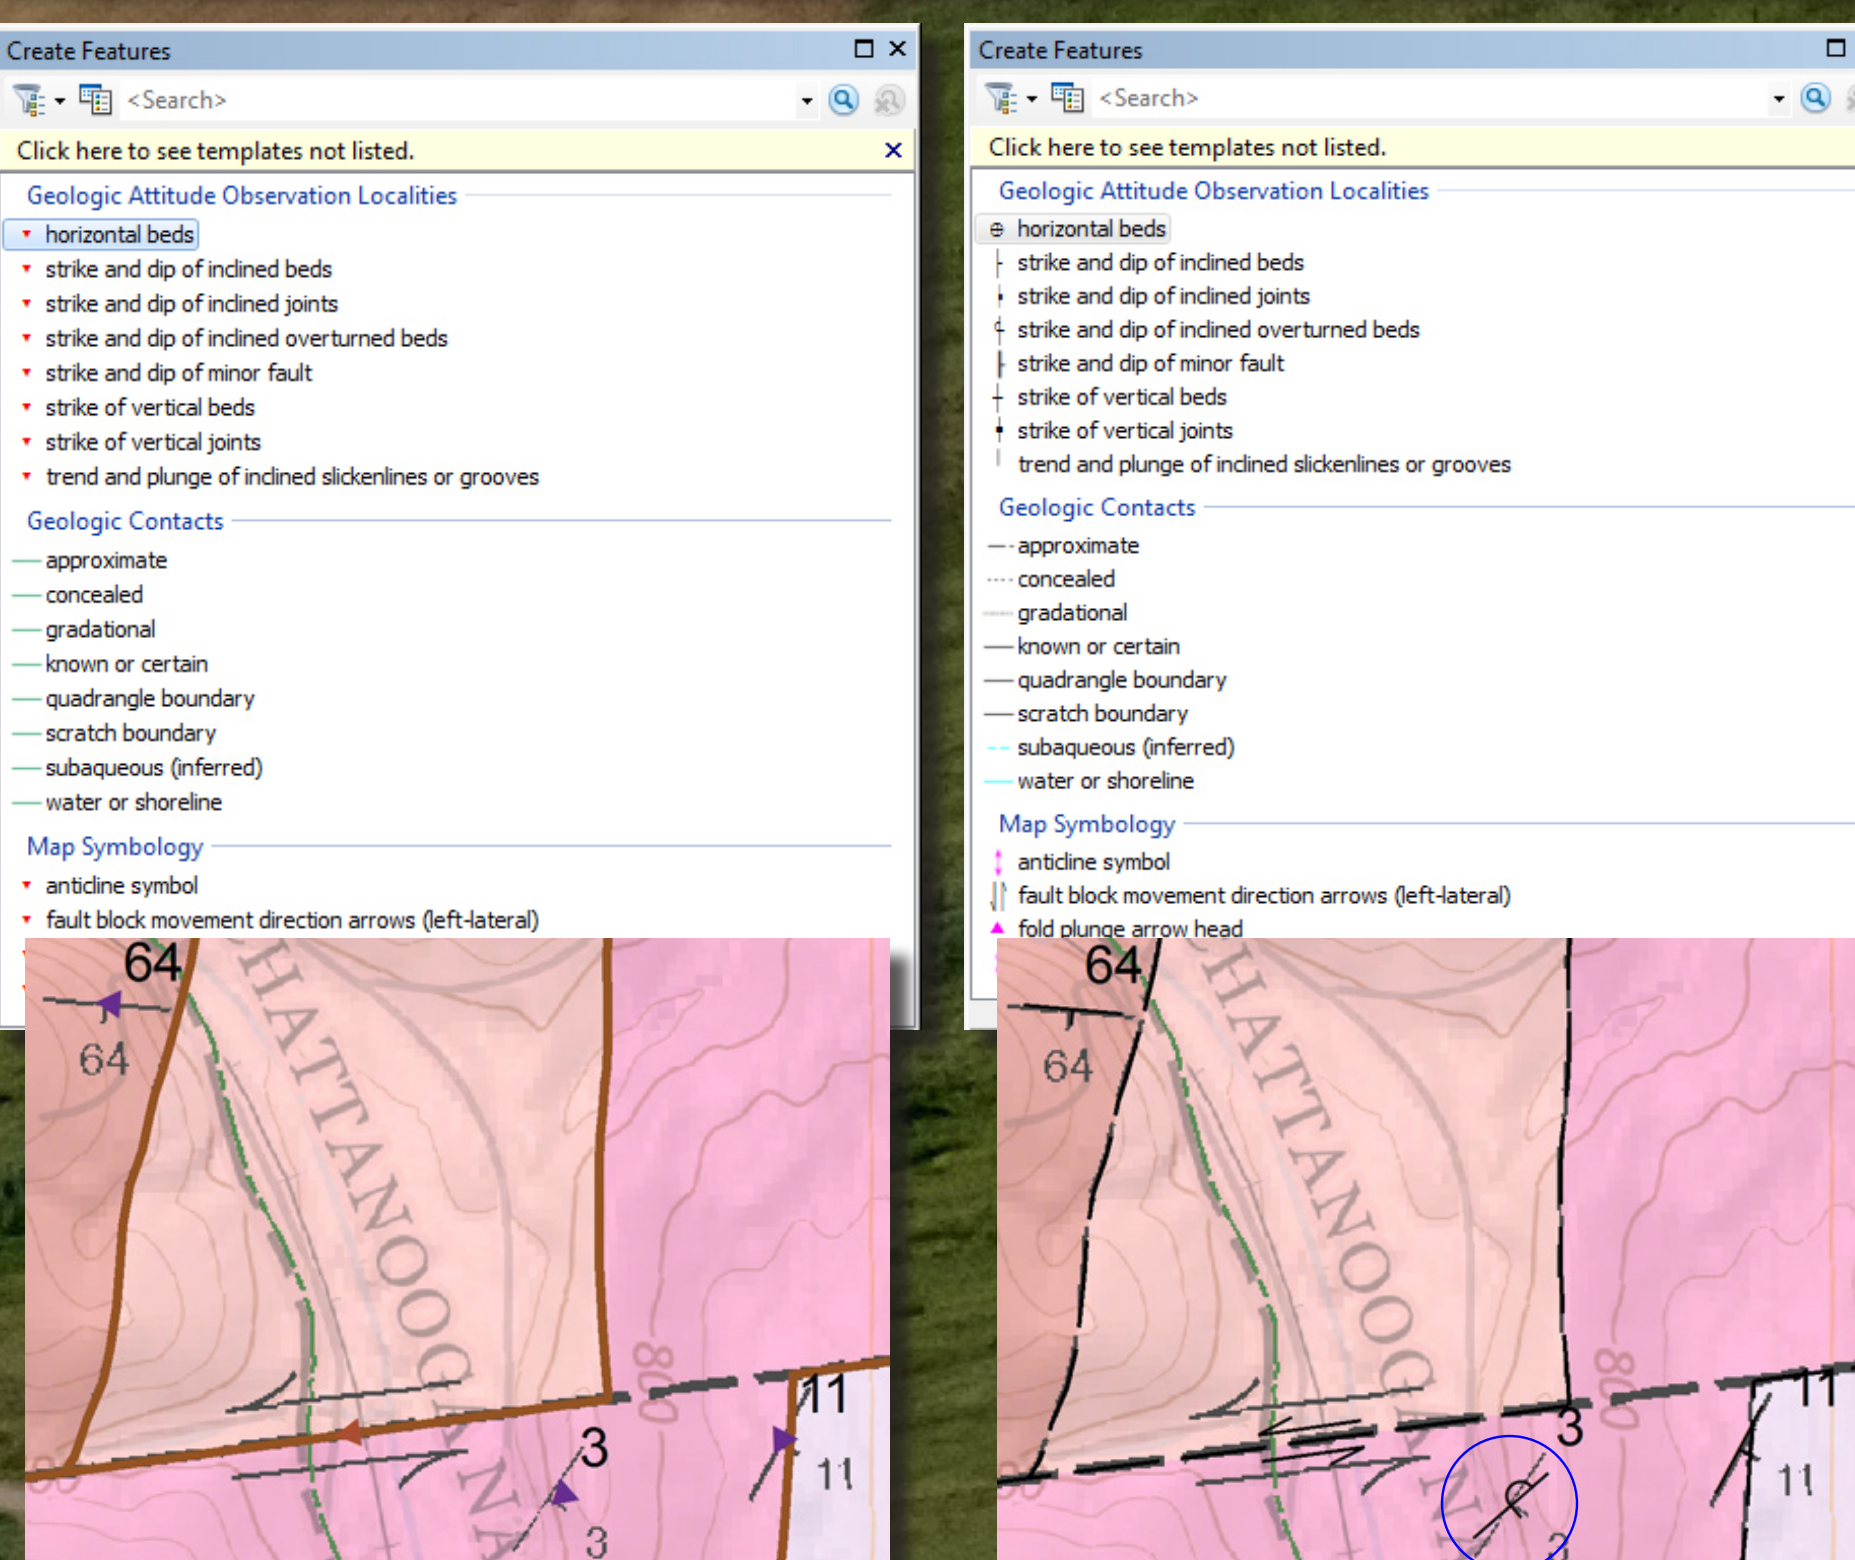 Create Features
<Search>
Click here to see templates not listed.
Geologic Attitude Observation Localities
horizontal beds
strike and dip of inclined beds
strike and dip of inclined joints
strike and dip of inclined overturned beds
strike and dip of minor fault
strike of vertical beds
strike of vertical joints
trend and plunge of inclined slickenlines or grooves
Geologic Contacts
approximate
concealed
gradational
known or certain
quadrangle boundary
scratch boundary
subaqueous (inferred)
water or shoreline
Map Symbology
anticline symbol
fault block movement direction arrows (left-lateral)
64
64
CHATTANOOGA
800
11
3
11
3
NA
Create Features
<Search>
Click here to see templates not listed.
Geologic Attitude Observation Localities
horizontal beds
strike and dip of inclined beds
strike and dip of inclined joints
strike and dip of inclined overturned beds
strike and dip of minor fault
strike of vertical beds
strike of vertical joints
trend and plunge of inclined slickenlines or grooves
Geologic Contacts
approximate
concealed
gradational
known or certain
quadrangle boundary
scratch boundary
subaqueous (inferred)
water or shoreline
Map Symbology
anticline symbol
fault block movement direction arrows (left-lateral)
fold plunge arrow head
64
64
CHATTANOOGA
800
11
3
11